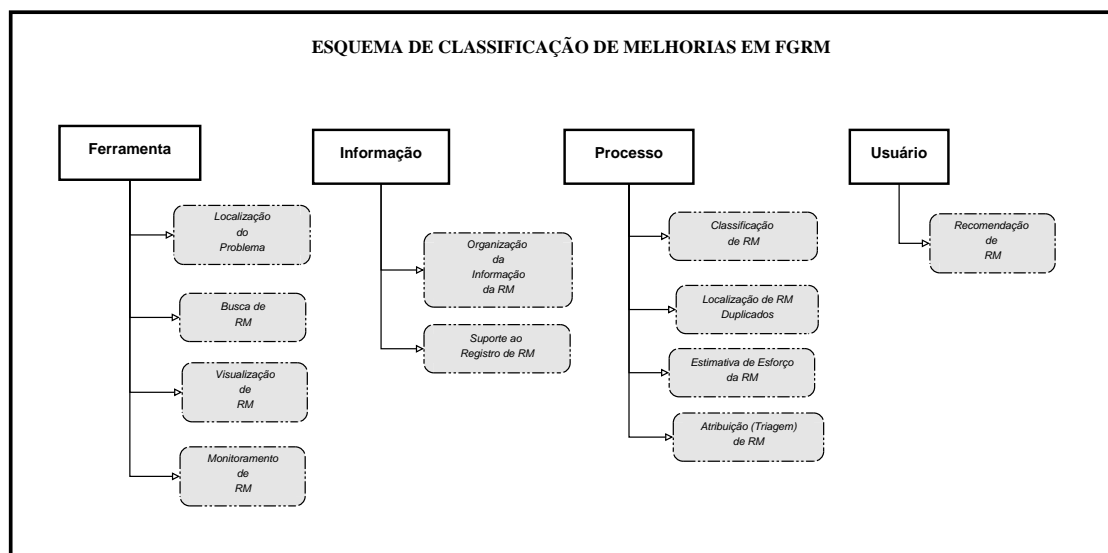 ESQUEMA DE CLASSIFICAÇÃO DE MELHORIAS EM FGRM
Ferramenta
Localização
do
Problema
Busca de
RM
Visualização
de
RM
Monitoramento
de
RM
Informação
Organização
da
Informação
da RM
Suporte ao
Registro de RM
Processo
Classificação
de RM
Localização de RM
Duplicados
Estimativa de Esforço
da RM
Atribuição (Triagem)
de RM
Usuário
Recomendação
de
RM